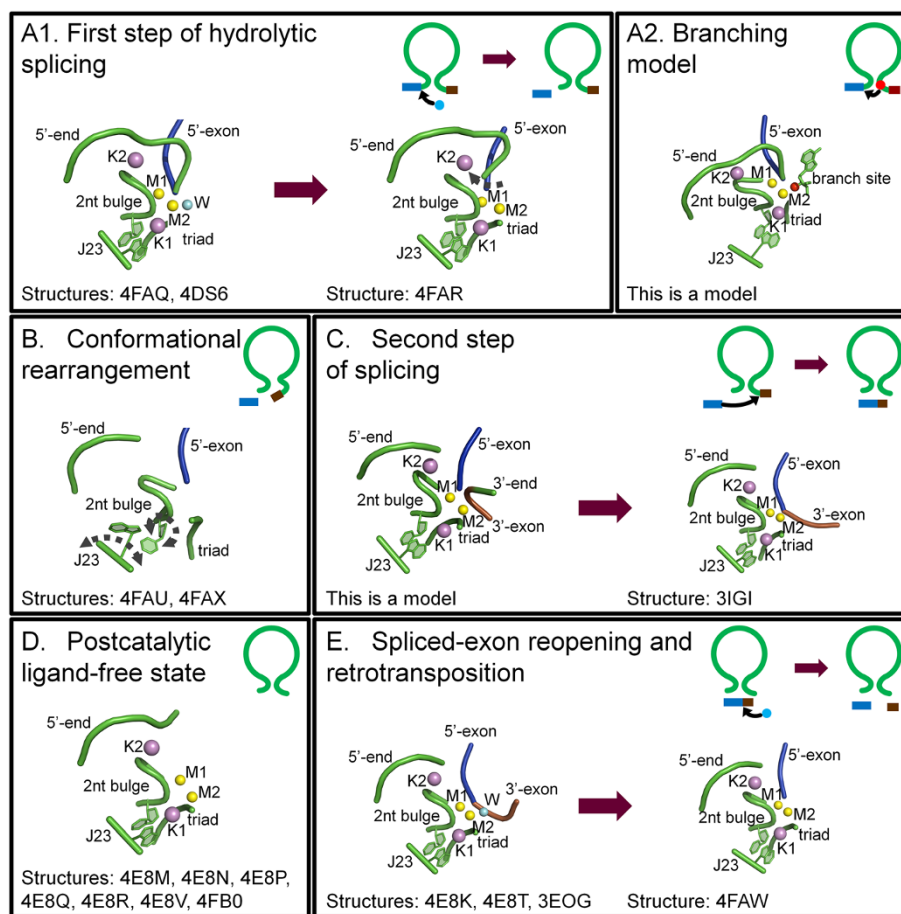 A1. First step of hydrolytic
splicing
5'-end
5'-exon
K2
M1
W
2nt bulge
M2
K1
triad
J23
Structures: 4FAQ, 4DS6
5'-end
5'-exon
K2
M1
2nt bulge
M2
K1
triad
J23
Structure: 4FAR
A2. Branching
model
5'-exon
5'-end
K2
M1
branch site
2nt bulge
M2
K1
triad
J23
This is a model
B. Conformational
rearrangement
5'-end
5'-exon
2nt bulge
J23
triad
Structures: 4FAU, 4FAX
C. Second step
of splicing
5'-end
5'-exon
K2
M1
3'-end
2nt bulge
M2
3'-exon
K1
triad
J23
This is a model
5'-end
5'-exon
K2
M1
3'-exon
2nt bulge
M2
triad
K1
J23
Structure: 3IGI
D. Postcatalytic
ligand-free state
5'-end
K2
M1
2nt bulge
M2
K1
triad
J23
Structures: 4E8M, 4E8N, 4E8P,
4E8Q, 4E8R, 4E8V, 4FB0
E. Spliced-exon reopening and
retrotransposition
5'-end
5'-exon
K2
M1
W
3'-exon
2nt bulge
M2
K1
triad
J23
Structures: 4E8K, 4E8T, 3EOG
5'-end
5'-exon
K2
M1
2nt bulge
M2
K1
triad
J23
Structure: 4FAW